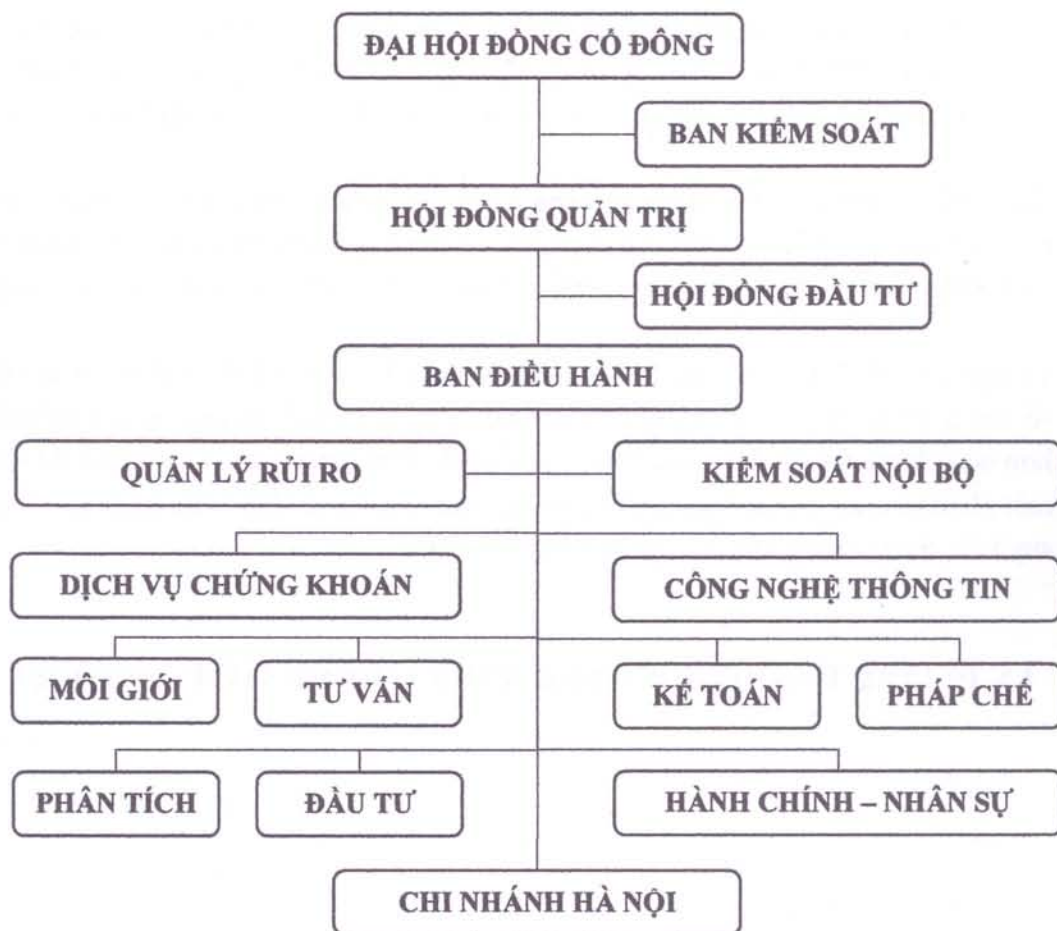 ĐẠI HỘI ĐỒNG CỔ ĐÔNG
BAN KIỂM SOÁT
HỘI ĐỒNG QUẢN TRỊ
HỘI ĐỒNG ĐẦU TƯ
BAN ĐIỀU HÀNH
QUẢN LÝ RỦI RO
KIỂM SOÁT NỘI BỘ
DỊCH VỤ CHỨNG KHOÁN
CÔNG NGHỆ THÔNG TIN
MÔI GIỚI
TƯ VẤN
KẾ TOÁN
PHÁP CHẾ
PHÂN TÍCH
ĐẦU TƯ
HÀNH CHÍNH – NHÂN SỰ
CHI NHÁNH HÀ NỘI